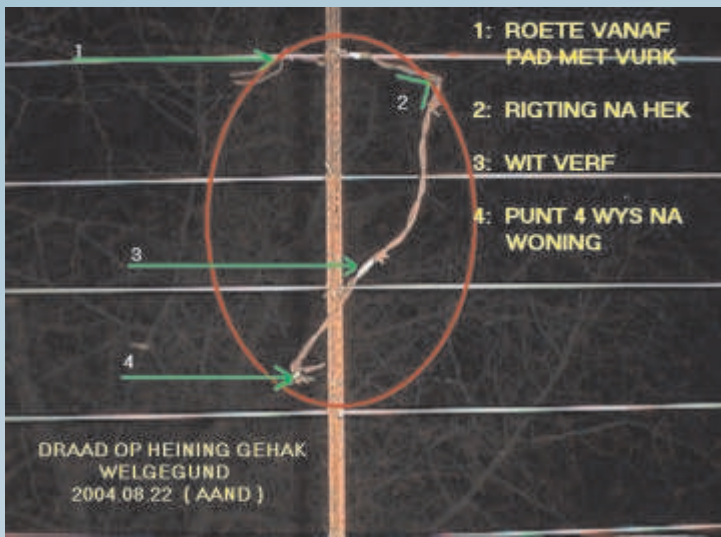 1: ROETE VANAF
PAD MET VURK
2: RIGTING NA HEK
3: WIT VERF
4: PUNT 4 WYS NA
WONING
1
2
3
4
DRAAD OP HEINING GEHAK
WELGEGUND
2004.08.22 ( AAND )